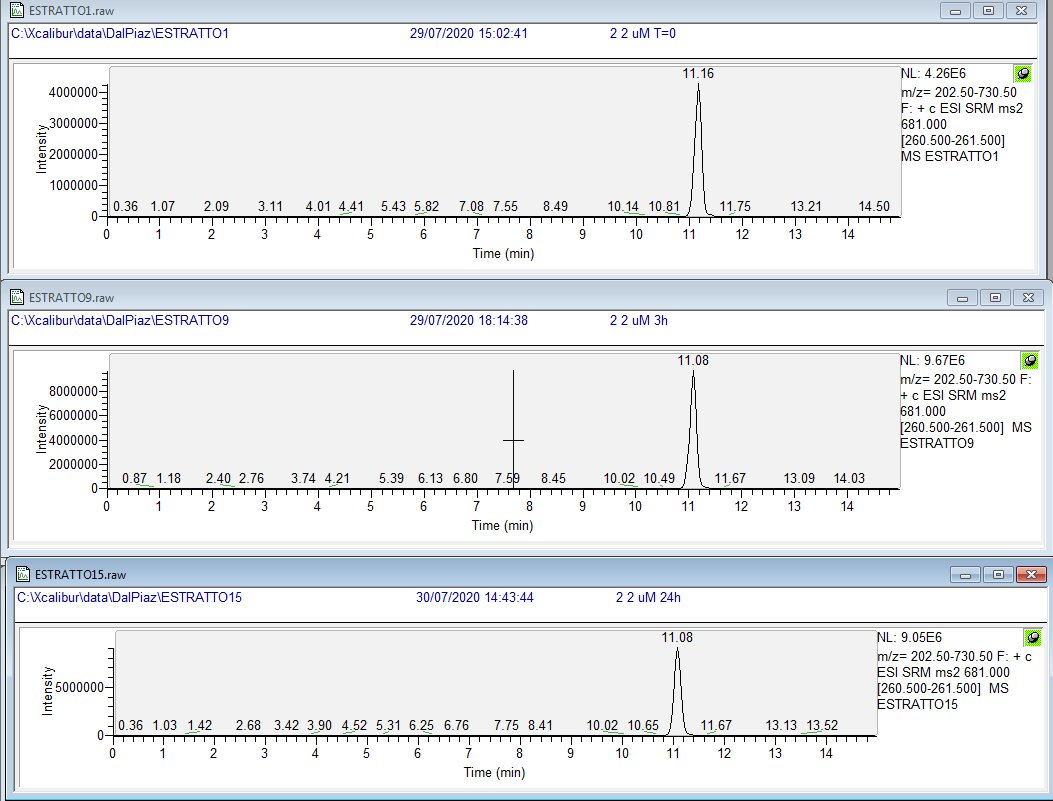 ESTRATTO1.raw
C:\Xcalibur\data\DalPiaz\ESTRATTO1 29/07/2020 15:02:41 2 2 uM T=0
11.16
NL: 4.26E6
m/z= 202.50-730.50
F: + c ESI SRM ms2
681.000
[260.500-261.500]
MS ESTRATTO1
4000000
3000000
2000000
1000000
0
Intensity
0.36 1.07 2.09 3.11 4.01 4.41 5.43 5.82 7.08 7.55 8.49 10.14 10.81 11.75 13.21 14.50
0 1 2 3 4 5 6 7 8 9 10 11 12 13 14
Time (min)
ESTRATTO9.raw
C:\Xcalibur\data\DalPiaz\ESTRATTO9 29/07/2020 18:14:38 2 2 uM 3h
11.08
NL: 9.67E6
m/z= 202.50-730.50 F:
+ c ESI SRM ms2
681.000
[260.500-261.500] MS
ESTRATTO9
8000000
6000000
4000000
2000000
0
Intensity
0.87 1.18 2.40 2.76 3.74 4.21 5.39 6.13 6.80 7.59 8.45 10.02 10.49 11.67 13.09 14.03
0 1 2 3 4 5 6 7 8 9 10 11 12 13 14
Time (min)
ESTRATTO15.raw
C:\Xcalibur\data\DalPiaz\ESTRATTO15 30/07/2020 14:43:44 2 2 uM 24h
11.08
NL: 9.05E6
m/z= 202.50-730.50 F: + c
ESI SRM ms2 681.000
[260.500-261.500] MS
ESTRATTO15
5000000
0
Intensity
0.36 1.03 1.42 2.68 3.42 3.90 4.52 5.31 6.25 6.76 7.75 8.41 10.02 10.65 11.67 13.13 13.52
0 1 2 3 4 5 6 7 8 9 10 11 12 13 14
Time (min)